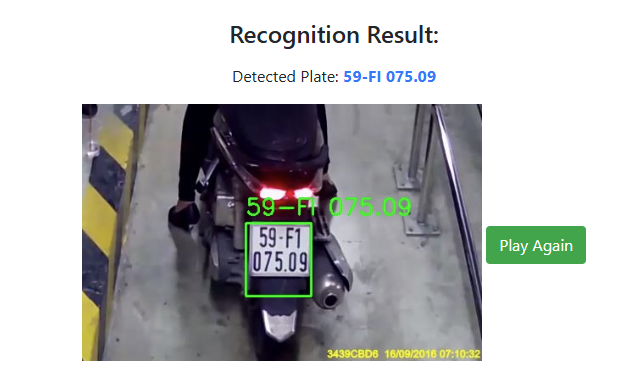 Recognition Result:
Detected Plate: 59-FI 075.09
59-FI 075.09
59-F1
075.09
Play Again
3439CBD6 16/09/2016 07:10:32